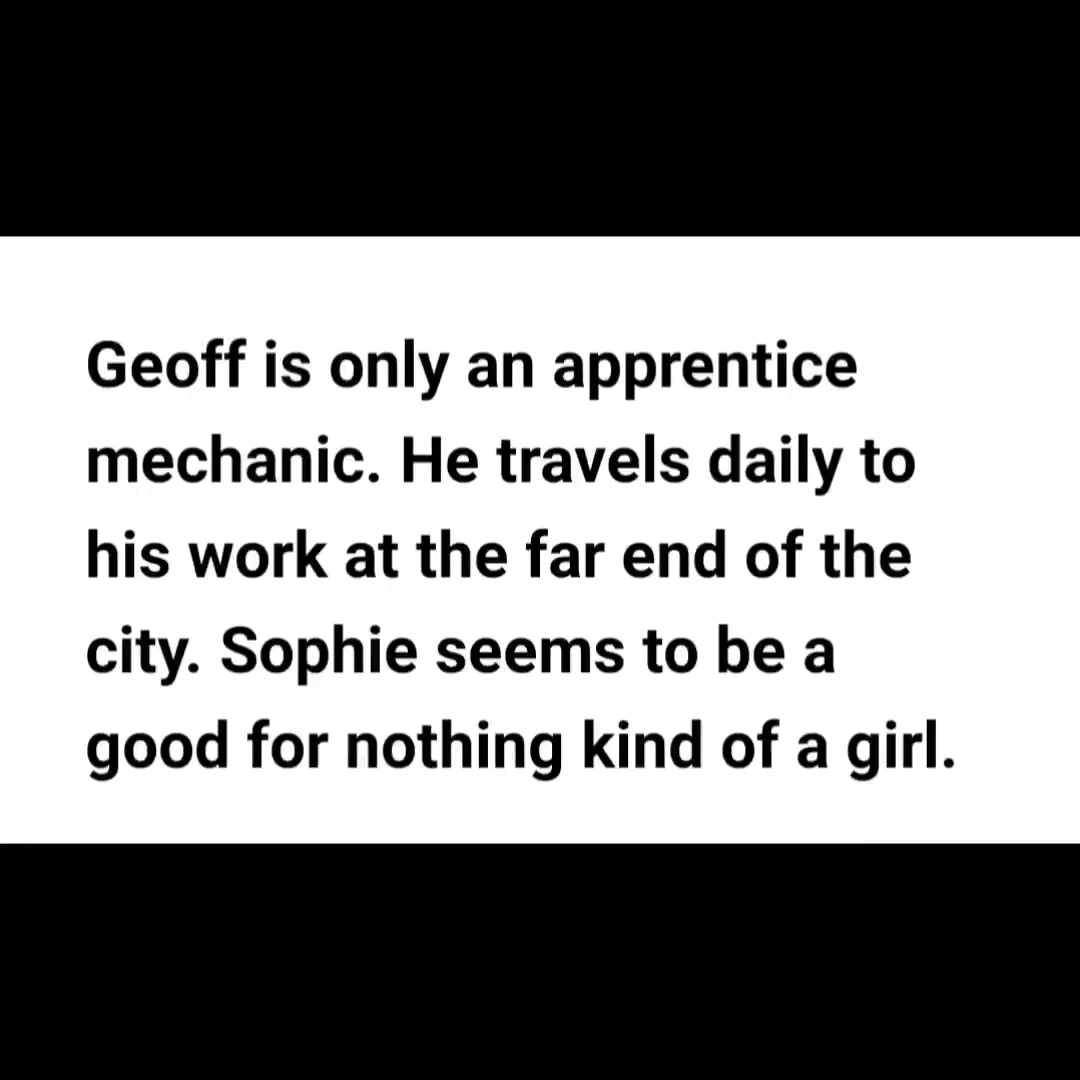 Geoff is only an apprentice
mechanic. He travels daily to
his work at the far end of the
city. Sophie seems to be a
good for nothing kind of a girl.